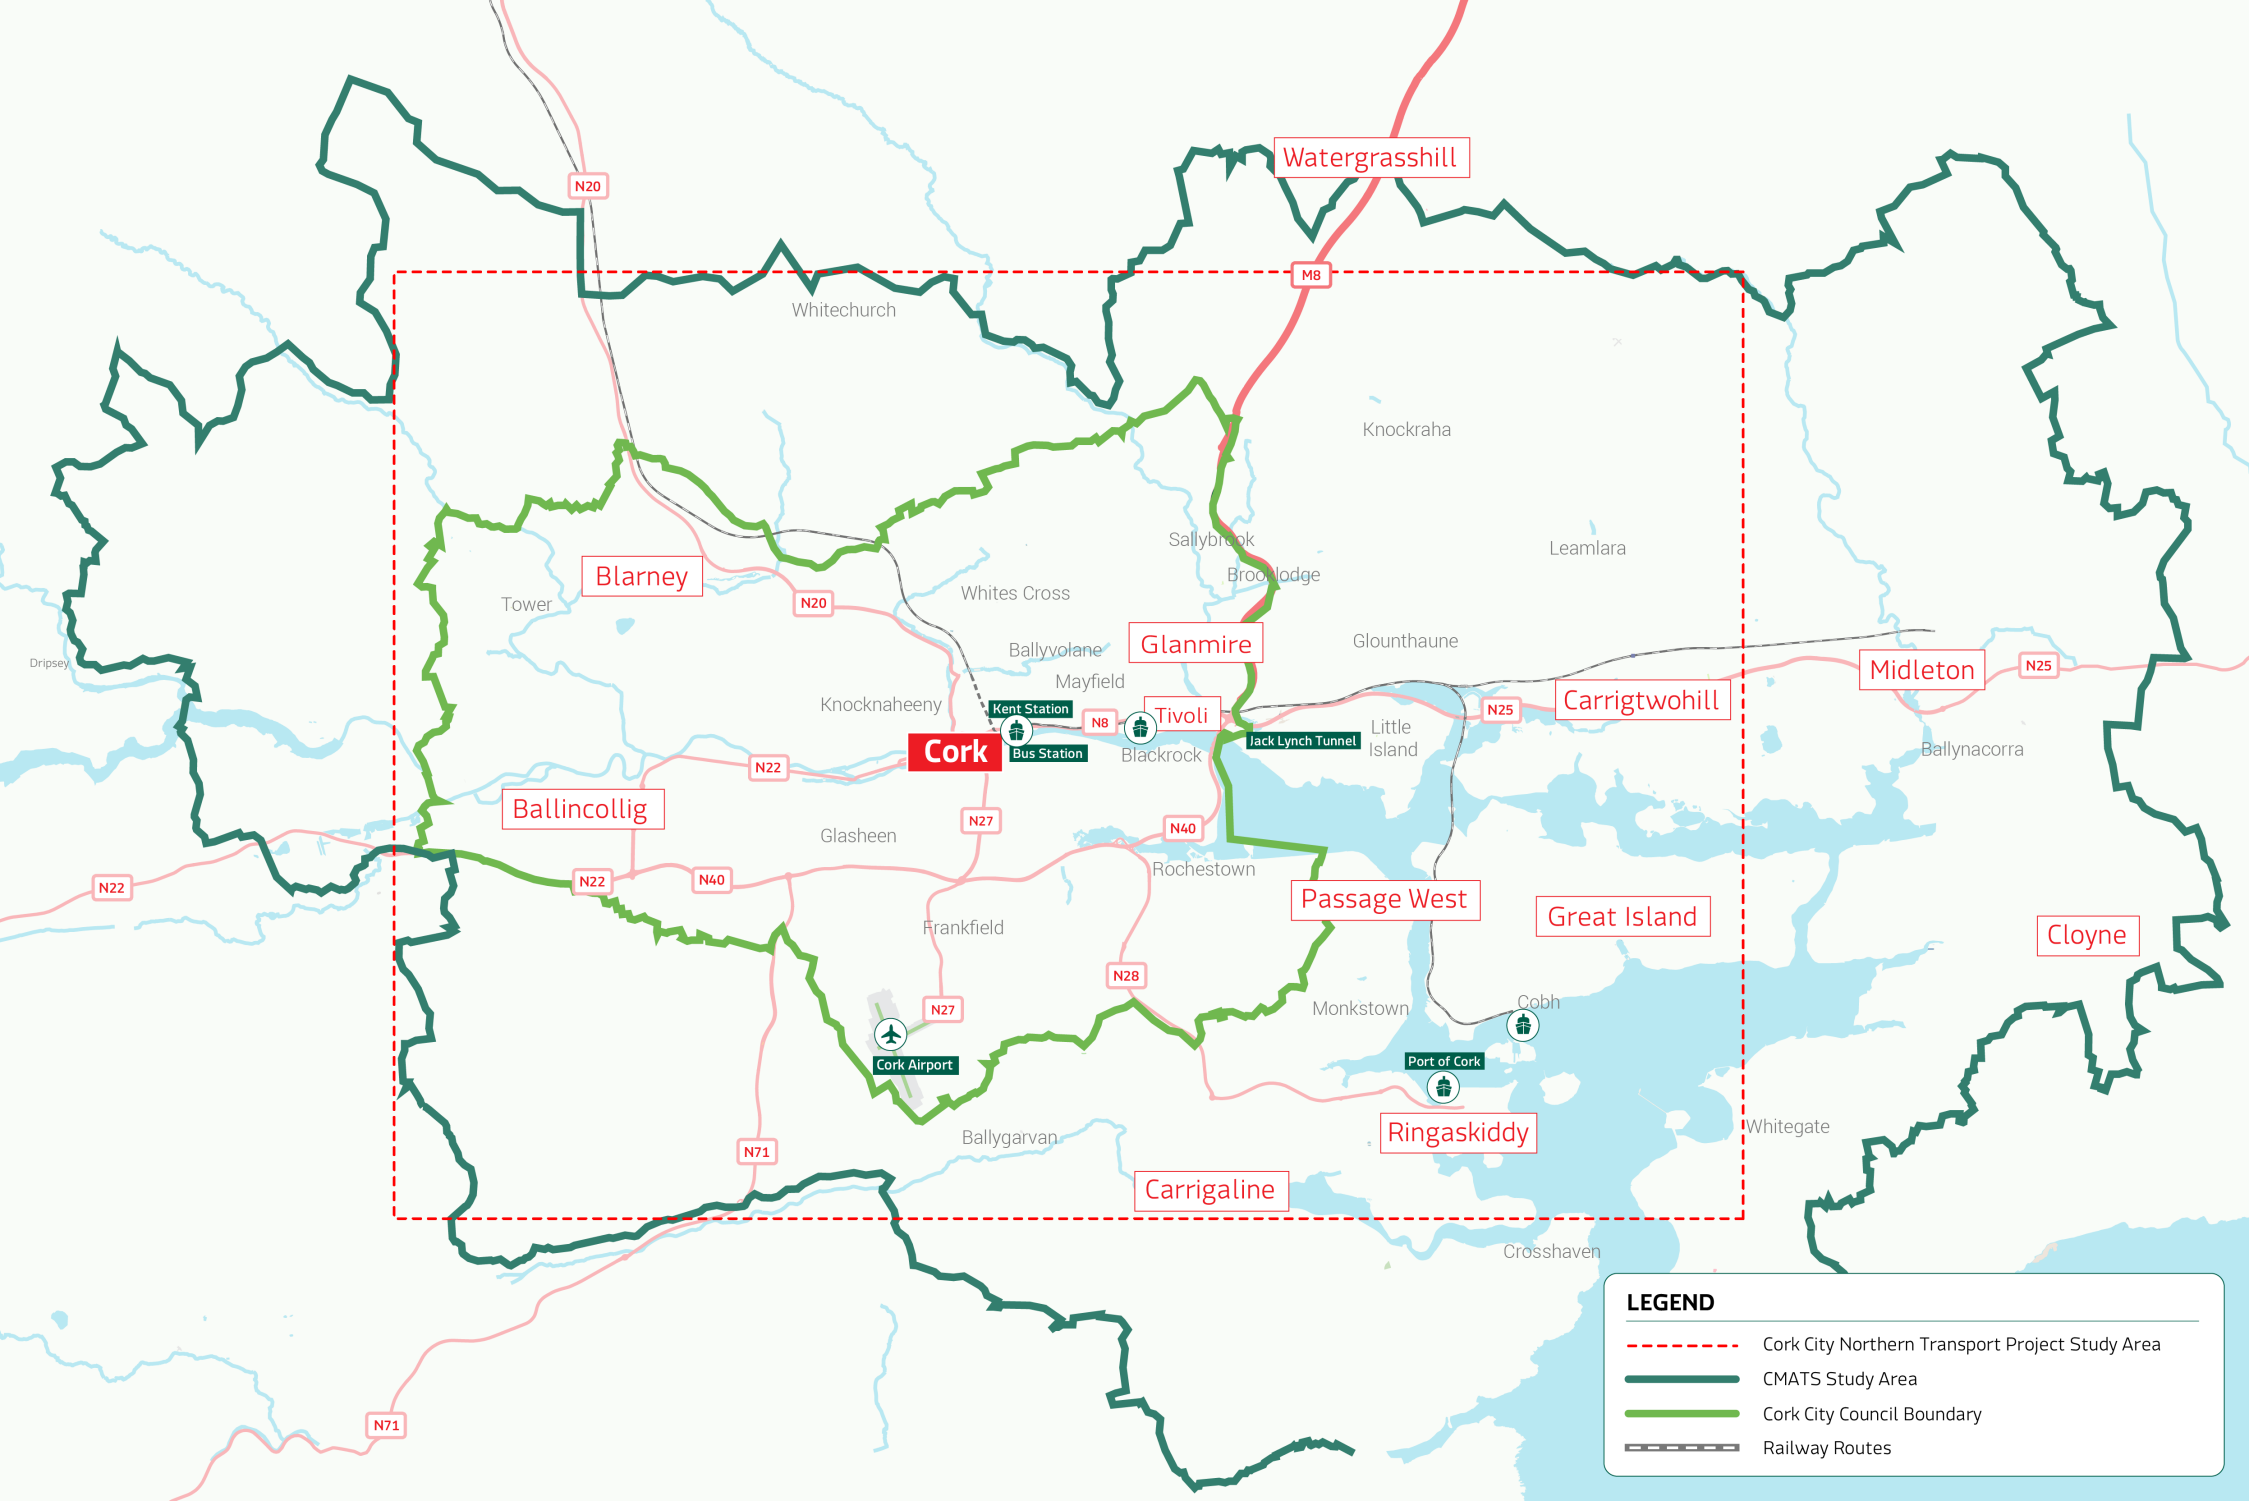 Watergrasshill
N20
M8
Whitechurch
Knockraha
Sallybrook
Leamlara
Blarney
Brooklodge
Tower
N20
Whites Cross
Glanmire
Glounthaune
Ballyvolane
Dripsey
Midleton
N25
Mayfield
Knocknaheeny
Kent Station
N8
Tivoli
N25
Carrigtwohill
Cork
Bus Station
Blackrock
Jack Lynch Tunnel
Little
Island
Ballynacorra
N22
Ballincollig
N27
N40
Glasheen
Rochestown
N22
N22
N40
Passage West
Great Island
Frankfield
Cloyne
N28
N27
Monkstown
Cobh
Cork Airport
Port of Cork
Ringaskiddy
Whitegate
Ballygarvan
N71
Carrigaline
Crosshaven
N71
LEGEND
Cork City Northern Transport Project Study Area
CMATS Study Area
Cork City Council Boundary
Railway Routes